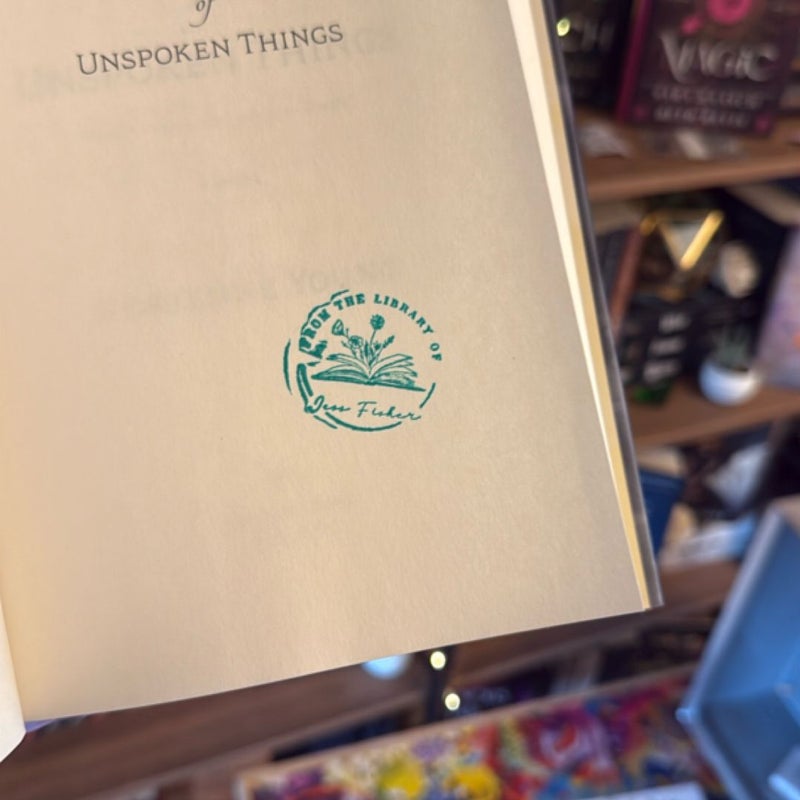 of
UNSPOKEN THINGS
FROM THE LIBRARY OF
Jess Fisher
MAGIC